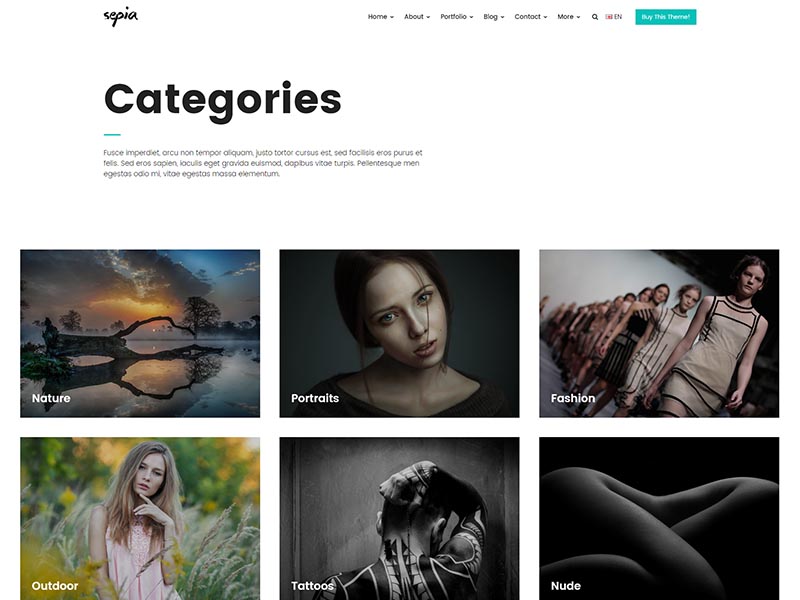 sepia
Home About Portfolio Blog Contact More EN Buy This Theme!
Categories
Fusce imperdiet, arcu non tempor aliquam, justo tortor cursus est, sed facilisis eros purus et
felis. Sed eros sapien, iaculis eget gravida euismod, dapibus vitae turpis. Pellentesque men
egestas odio mi, vitae egestas massa elementum.
Nature
Portraits
Fashion
Outdoor
Tattoos
Nude